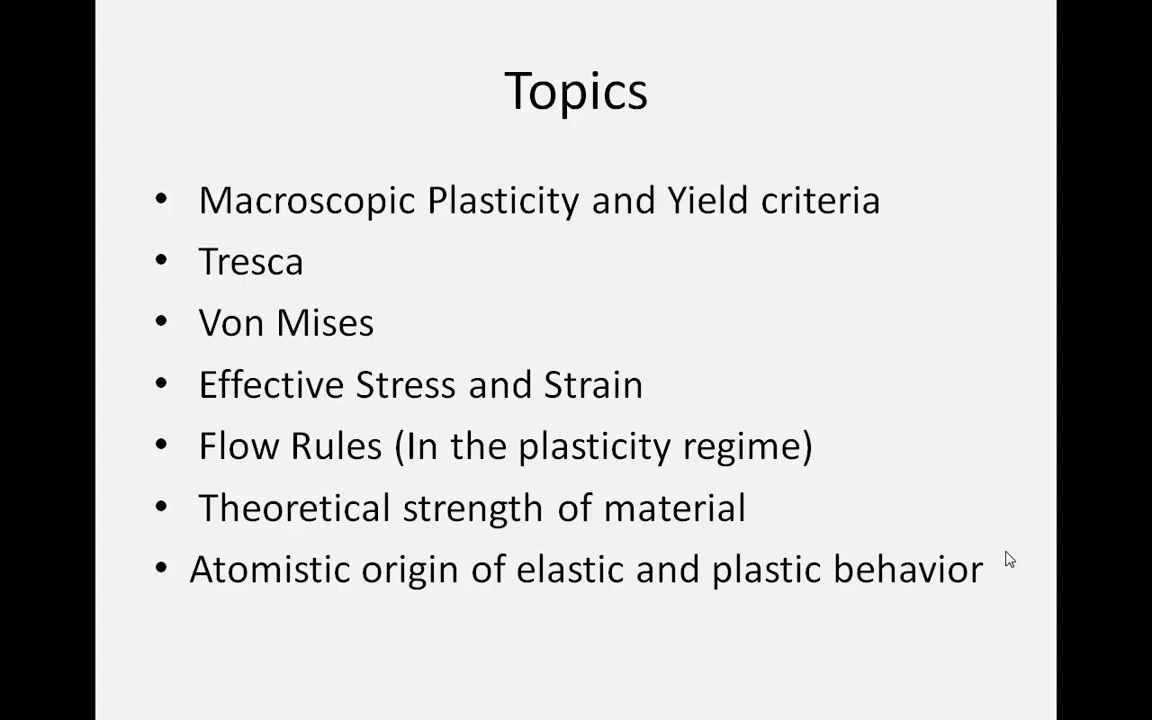 Topics
• Macroscopic Plasticity and Yield criteria
• Tresca
• Von Mises
• Effective Stress and Strain
• Flow Rules (In the plasticity regime)
• Theoretical strength of material
• Atomistic origin of elastic and plastic behavior